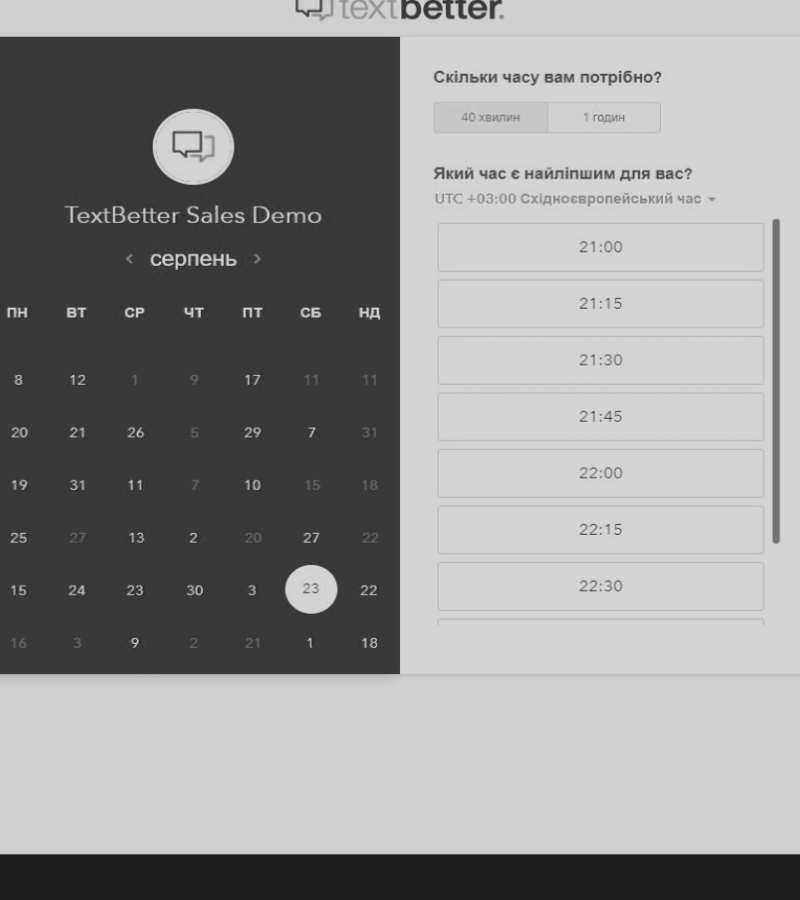 textbetter.
TextBetter Sales Demo
‹ серпень ›
ПН ВТ СР ЧТ ПТ СБ НД
8 12 1 9 17 11 11
20 21 26 5 29 7 31
19 31 11 7 10 15 18
25 27 13 2 20 27 22
15 24 23 30 3 23 22
16 3 9 2 21 1 18
Скільки часу вам потрібно?
40 хвилин 1 годин
Який час є найліпшим для вас?
UTC +03:00 Східноєвропейський час
21:00
21:15
21:30
21:45
22:00
22:15
22:30